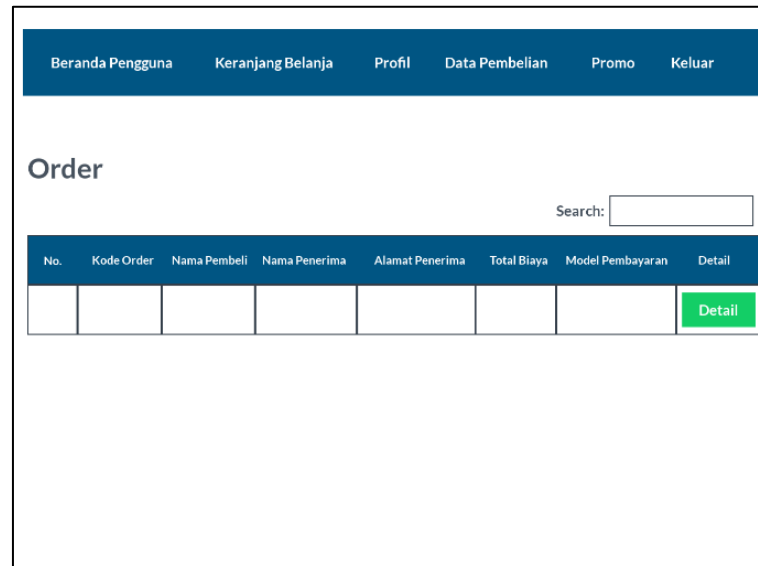 Beranda Pengguna Keranjang Belanja Profil Data Pembelian Promo Keluar
Order
Search:
No. Kode Order Nama Pembeli Nama Penerima Alamat Penerima Total Biaya Model Pembayaran Detail
Detail